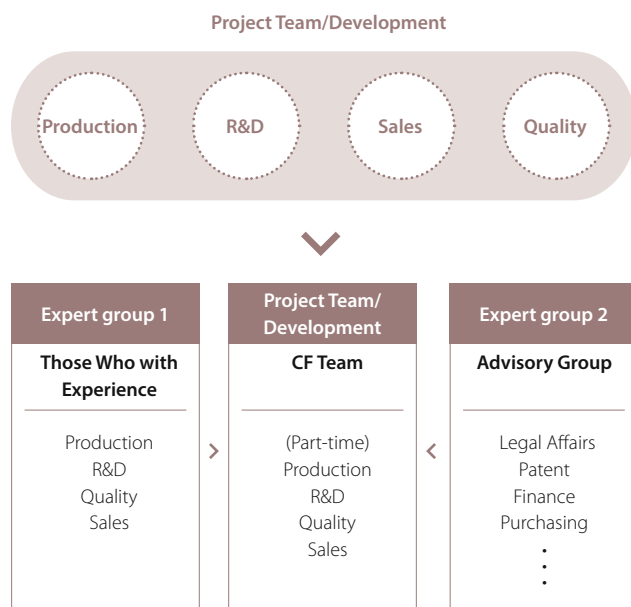 Project Team/Development
Production
R&D
Sales
Quality
Expert group 1
Those Who with
Experience
Production
R&D
Quality
Sales
Project Team/
Development
CF Team
(Part-time)
Production
R&D
Quality
Sales
Expert group 2
Advisory Group
Legal Affairs
Patent
Finance
Purchasing